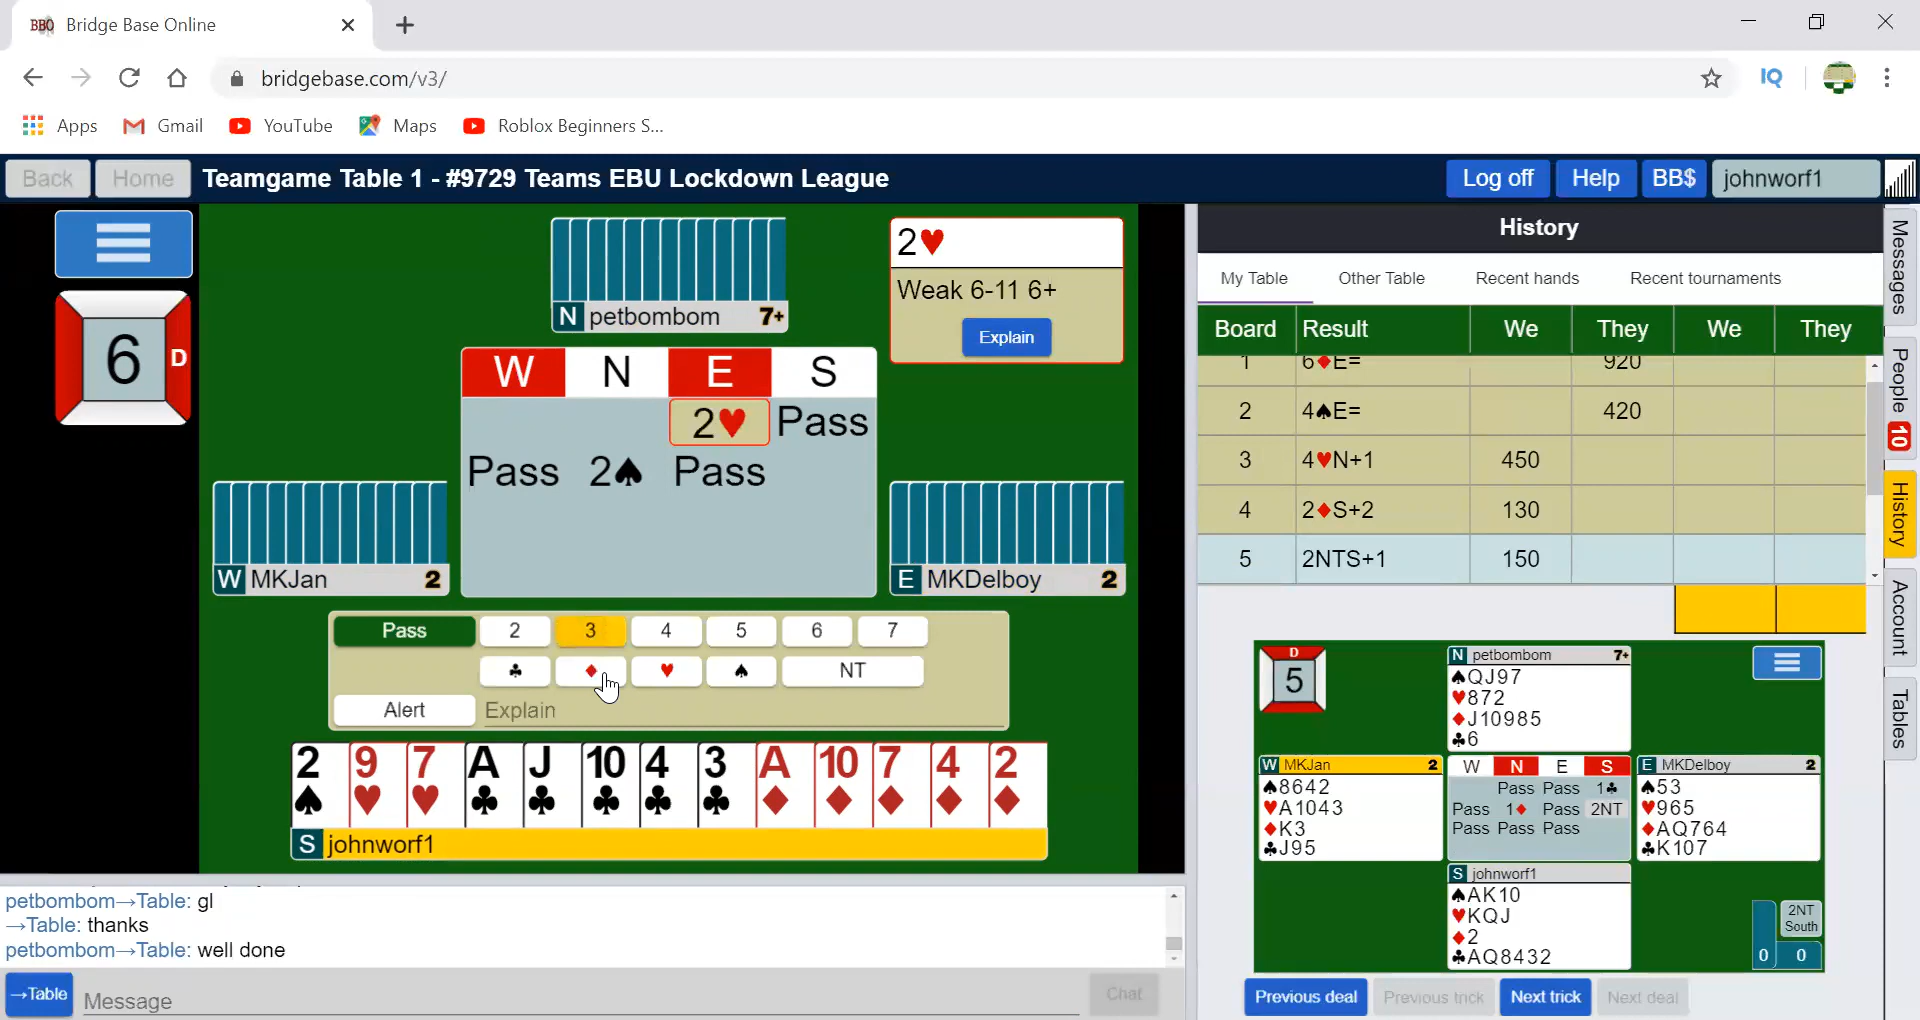 BBO Bridge Base Online
bridgebase.com/v3/
IQ
Apps Gmail YouTube Maps Roblox Beginners S...
Back Home Teamgame Table 1 - #9729 Teams EBU Lockdown League Log off Help BB$ johnworf1
6 D
N petbombom 7+
2♥
Weak 6-11 6+
Explain
W N E S
2♥ Pass
Pass 2♠ Pass
W MKJan 2
E MKDelboy 2
Pass 2 3 4 5 6 7
♣ ♦ ♥ ♠ NT
Alert Explain
2♠ 9♥ 7♥ A♣ J♣ 10♣ 4♣ 3♣ A♦ 10♦ 7♦ 4♦ 2♦
S johnworf1
petbombom→Table: gl
→Table: thanks
petbombom→Table: well done
→Table Message Chat
History
My Table Other Table Recent hands Recent tournaments
Board Result We They We They
1 6♦E= 920
2 4♠E= 420
3 4♥N+1 450
4 2♦S+2 130
5 2NTS+1 150
D
5
N petbombom 7+
♠QJ97
♥872
♦J10985
♣6
W MKJan 2
♠8642
♥A1043
♦K3
♣J95
W N E S
Pass Pass 1♣
Pass 1♦ Pass 2NT
Pass Pass Pass
E MKDelboy 2
♠53
♥965
♦AQ764
♣K107
S johnworf1
♠AK10
♥KQJ
♦2
♣AQ8432
2NT
South
0 0
Previous deal Previous trick Next trick Next deal
Messages
People 10
History
Account
Tables